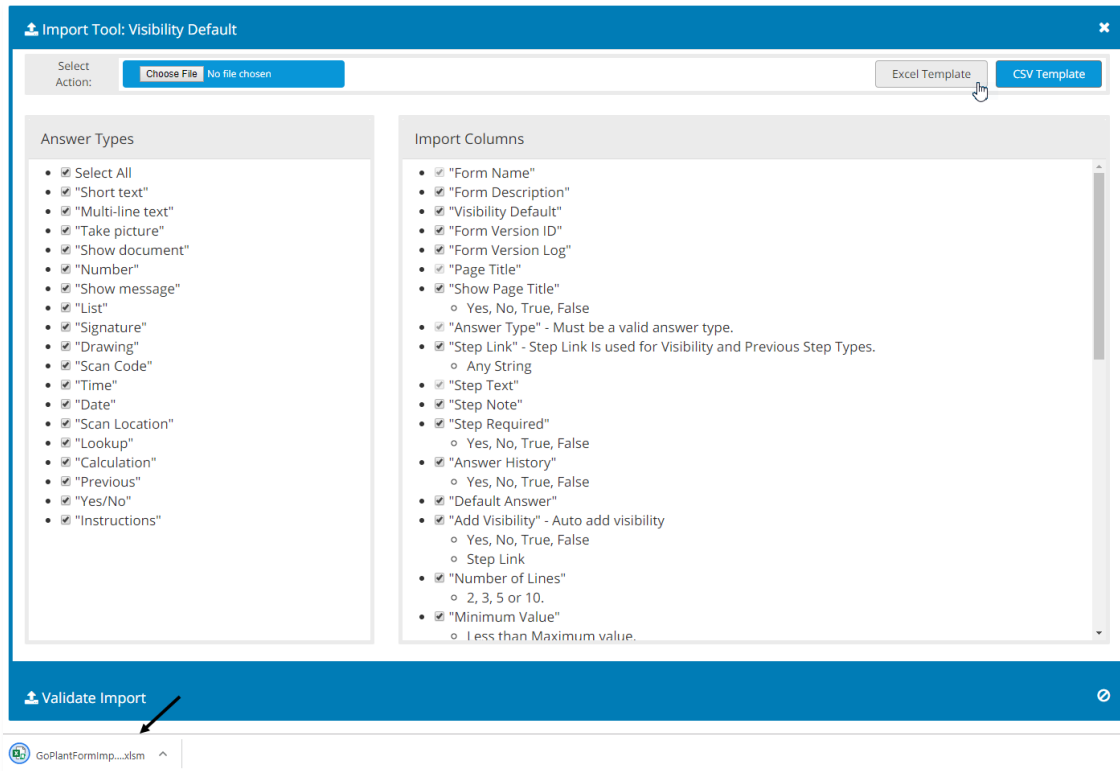 Import Tool: Visibility Default
Select
Action:
Choose File No file chosen
Excel Template
CSV Template
Answer Types
Select All
"Short text"
"Multi-line text"
"Take picture"
"Show document"
"Number"
"Show message"
"List"
"Signature"
"Drawing"
"Scan Code"
"Time"
"Date"
"Scan Location"
"Lookup"
"Calculation"
"Previous"
"Yes/No"
"Instructions"
Import Columns
"Form Name"
"Form Description"
"Visibility Default"
"Form Version ID"
"Form Version Log"
"Page Title"
"Show Page Title"
Yes, No, True, False
"Answer Type" - Must be a valid answer type.
"Step Link" - Step Link Is used for Visibility and Previous Step Types.
Any String
"Step Text"
"Step Note"
"Step Required"
Yes, No, True, False
"Answer History"
Yes, No, True, False
"Default Answer"
"Add Visibility" - Auto add visibility
Yes, No, True, False
Step Link
"Number of Lines"
2, 3, 5 or 10.
"Minimum Value"
Less than Maximum value.
Validate Import
GoPlantFormImp....xlsm